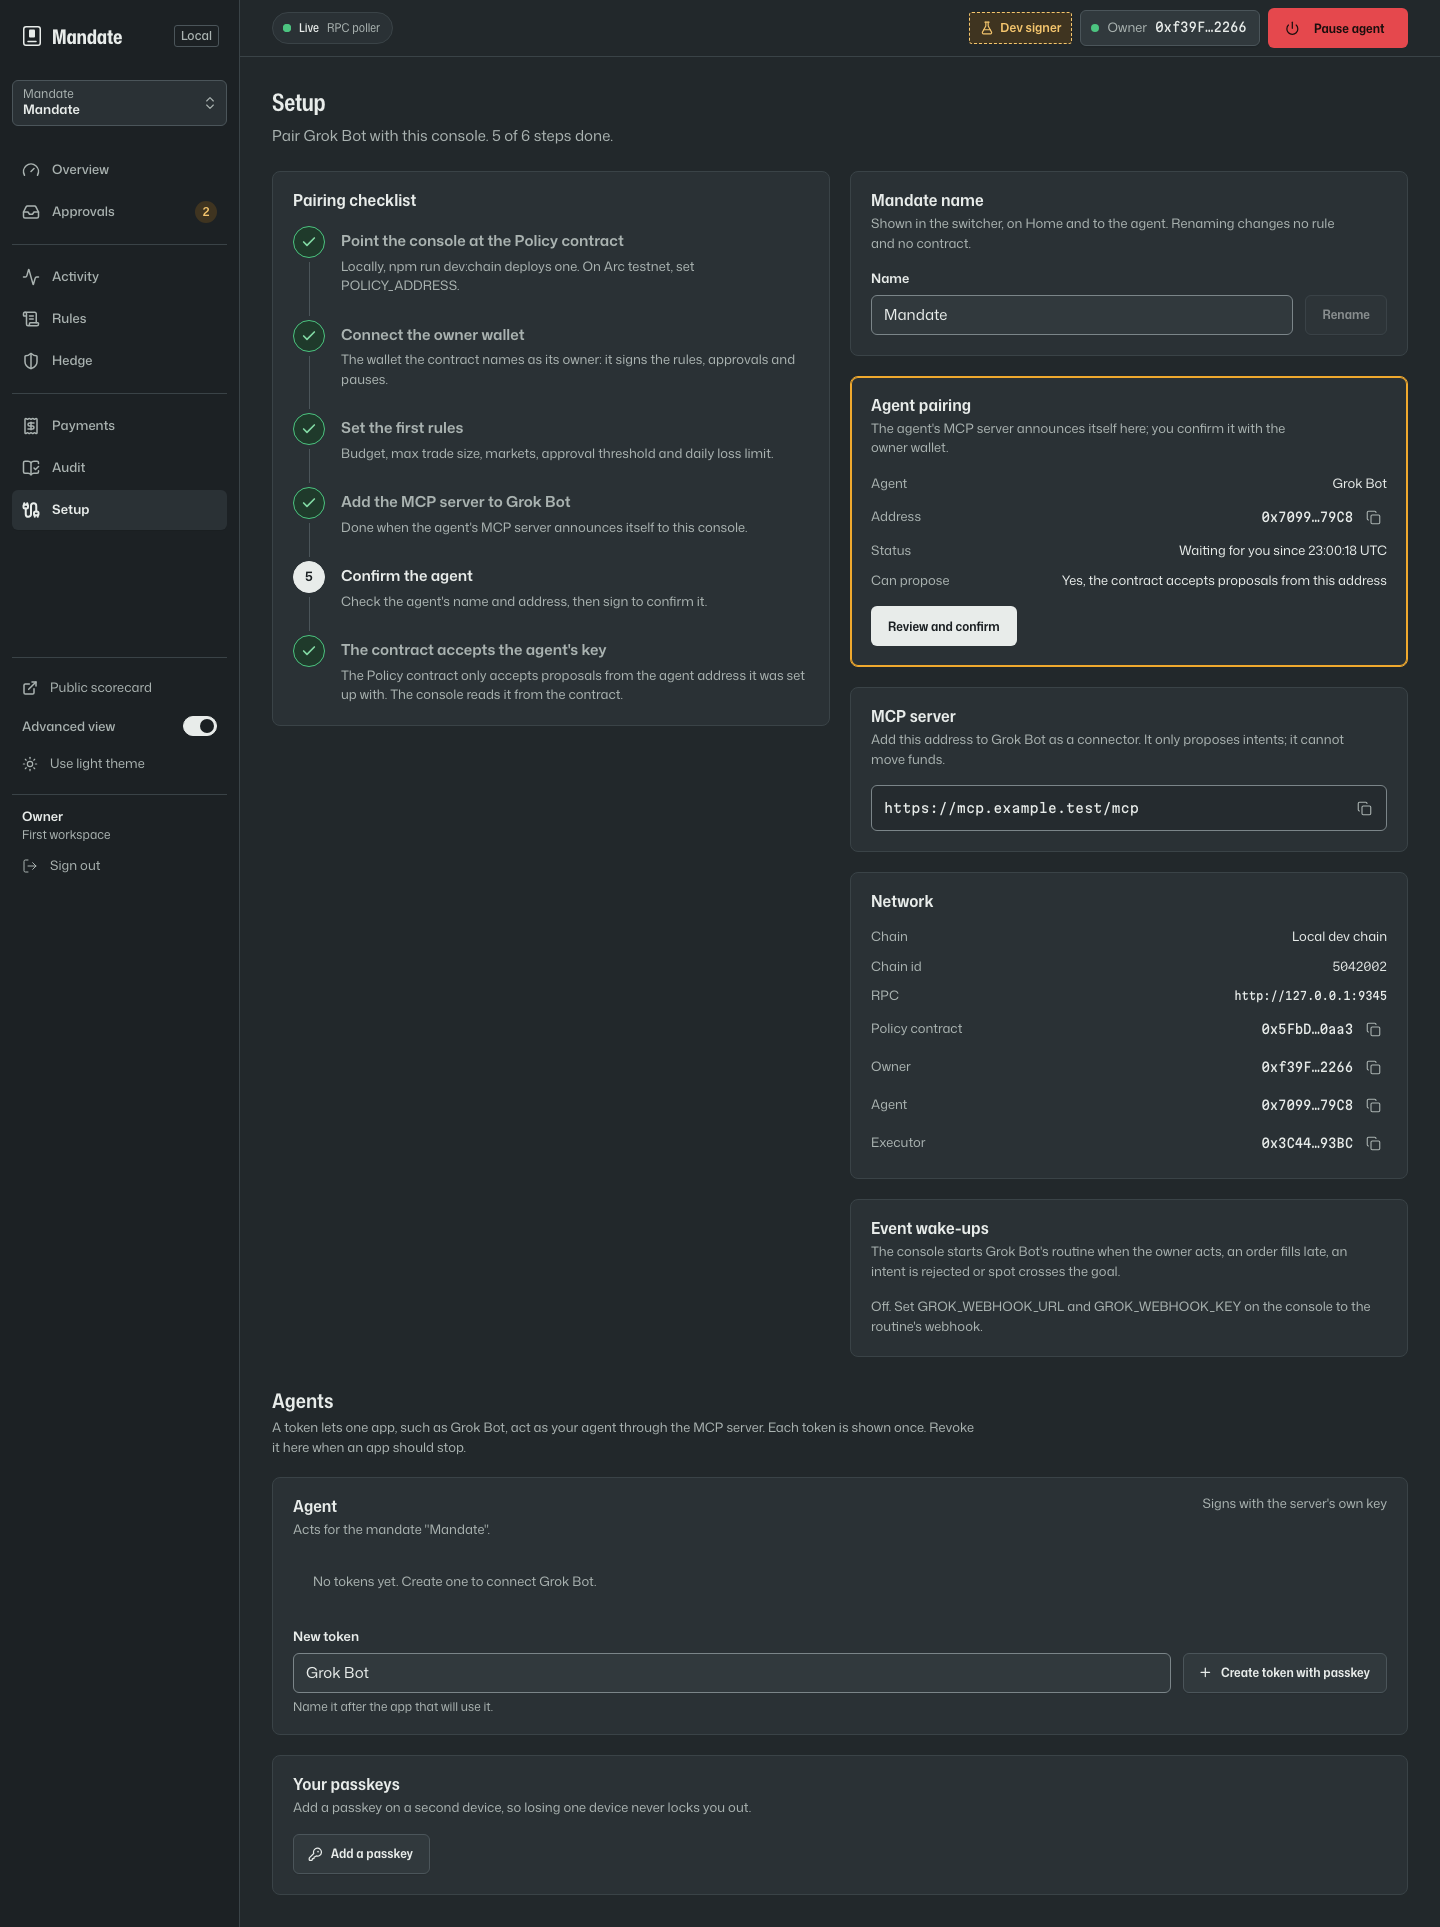 Mandate
Local
Mandate
Mandate
Overview
Approvals
2
Activity
Rules
Hedge
Payments
Audit
Setup
Public scorecard
Advanced view
Use light theme
Owner
First workspace
Sign out
Live RPC poller
Dev signer
Owner 0xf39F…2266
Pause agent
Setup
Pair Grok Bot with this console. 5 of 6 steps done.
Pairing checklist
Point the console at the Policy contract
Locally, npm run dev:chain deploys one. On Arc testnet, set
POLICY_ADDRESS.
Connect the owner wallet
The wallet the contract names as its owner: it signs the rules, approvals and
pauses.
Set the first rules
Budget, max trade size, markets, approval threshold and daily loss limit.
Add the MCP server to Grok Bot
Done when the agent's MCP server announces itself to this console.
5
Confirm the agent
Check the agent's name and address, then sign to confirm it.
The contract accepts the agent's key
The Policy contract only accepts proposals from the agent address it was set
up with. The console reads it from the contract.
Mandate name
Shown in the switcher, on Home and to the agent. Renaming changes no rule
and no contract.
Name
Mandate
Rename
Agent pairing
The agent's MCP server announces itself here; you confirm it with the
owner wallet.
Agent
Grok Bot
Address
0x7099…79C8
Status
Waiting for you since 23:00:18 UTC
Can propose
Yes, the contract accepts proposals from this address
Review and confirm
MCP server
Add this address to Grok Bot as a connector. It only proposes intents; it cannot
move funds.
https://mcp.example.test/mcp
Network
Chain
Local dev chain
Chain id
5042002
RPC
http://127.0.0.1:9345
Policy contract
0x5FbD…0aa3
Owner
0xf39F…2266
Agent
0x7099…79C8
Executor
0x3C44…93BC
Event wake-ups
The console starts Grok Bot's routine when the owner acts, an order fills late, an
intent is rejected or spot crosses the goal.
Off. Set GROK_WEBHOOK_URL and GROK_WEBHOOK_KEY on the console to the
routine's webhook.
Agents
A token lets one app, such as Grok Bot, act as your agent through the MCP server. Each token is shown once. Revoke
it here when an app should stop.
Agent
Signs with the server's own key
Acts for the mandate "Mandate".
No tokens yet. Create one to connect Grok Bot.
New token
Grok Bot
Create token with passkey
Name it after the app that will use it.
Your passkeys
Add a passkey on a second device, so losing one device never locks you out.
Add a passkey